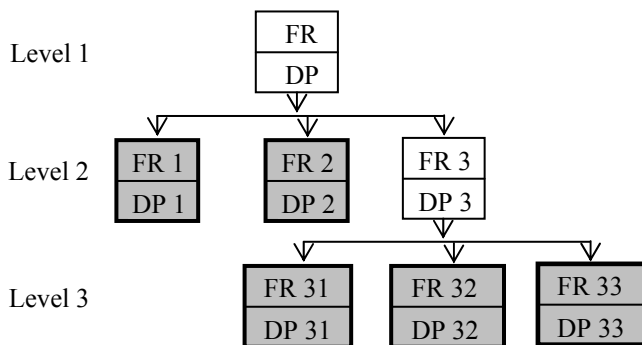 Level 1
FR
DP
Level 2
FR 1
FR 2
FR 3
DP 1
DP 2
DP 3
Level 3
FR 31
FR 32
FR 33
DP 31
DP 32
DP 33